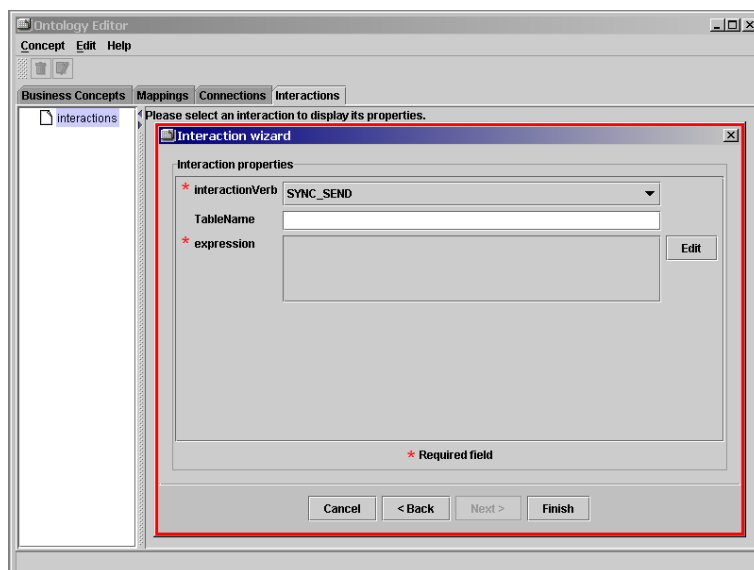 Ontology Editor
Concept Edit Help
Business Concepts Mappings Connections Interactions
interactions
Please select an interaction to display its properties.
Interaction wizard
Interaction properties
* interactionVerb SYNC_SEND
TableName
* expression
Edit
* Required field
Cancel < Back Next > Finish